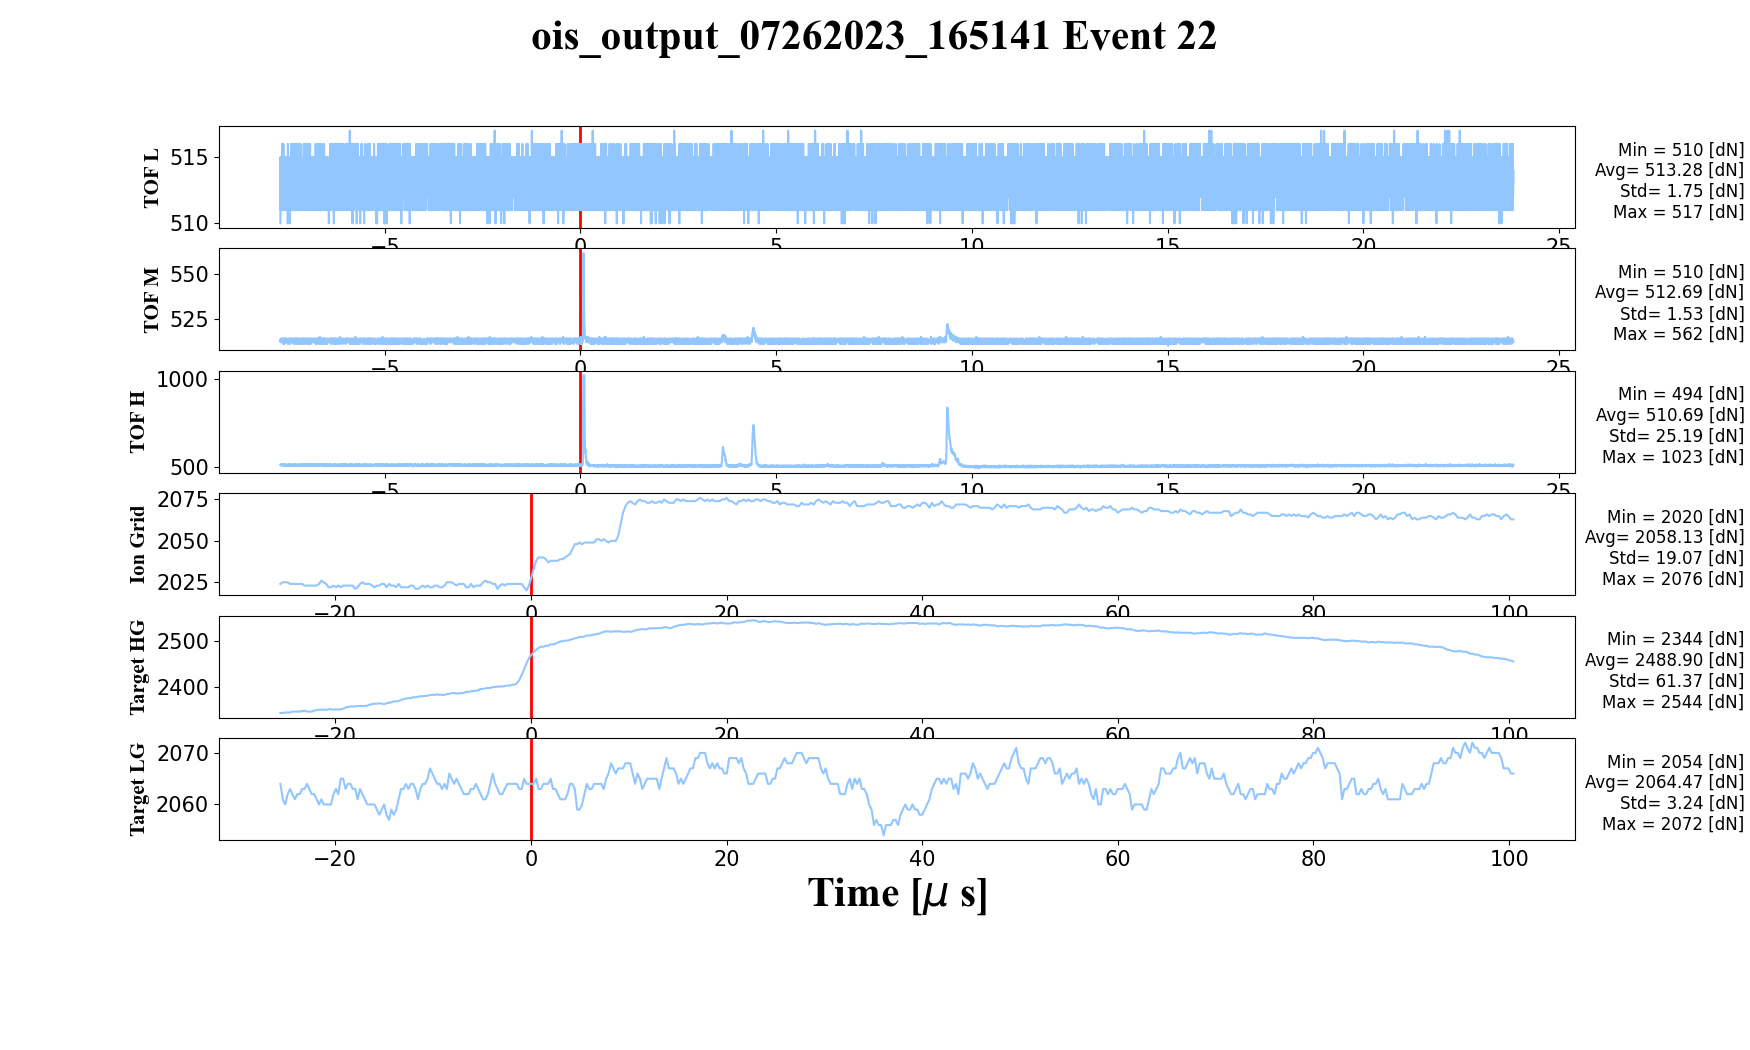 ois_output_07262023_165141 Event 22
TOF L
515
510
−5
0
5
10
15
20
25
Min = 510 [dN]
Avg= 513.28 [dN]
Std= 1.75 [dN]
Max = 517 [dN]
TOF M
550
525
−5
0
5
10
15
20
25
Min = 510 [dN]
Avg= 512.69 [dN]
Std= 1.53 [dN]
Max = 562 [dN]
TOF H
1000
500
−5
0
5
10
15
20
25
Min = 494 [dN]
Avg= 510.69 [dN]
Std= 25.19 [dN]
Max = 1023 [dN]
Ion Grid
2075
2050
2025
−20
0
20
40
60
80
100
Min = 2020 [dN]
Avg= 2058.13 [dN]
Std= 19.07 [dN]
Max = 2076 [dN]
Target HG
2500
2400
−20
0
20
40
60
80
100
Min = 2344 [dN]
Avg= 2488.90 [dN]
Std= 61.37 [dN]
Max = 2544 [dN]
Target LG
2070
2060
−20
0
20
40
60
80
100
Min = 2054 [dN]
Avg= 2064.47 [dN]
Std= 3.24 [dN]
Max = 2072 [dN]
Time [μ s]